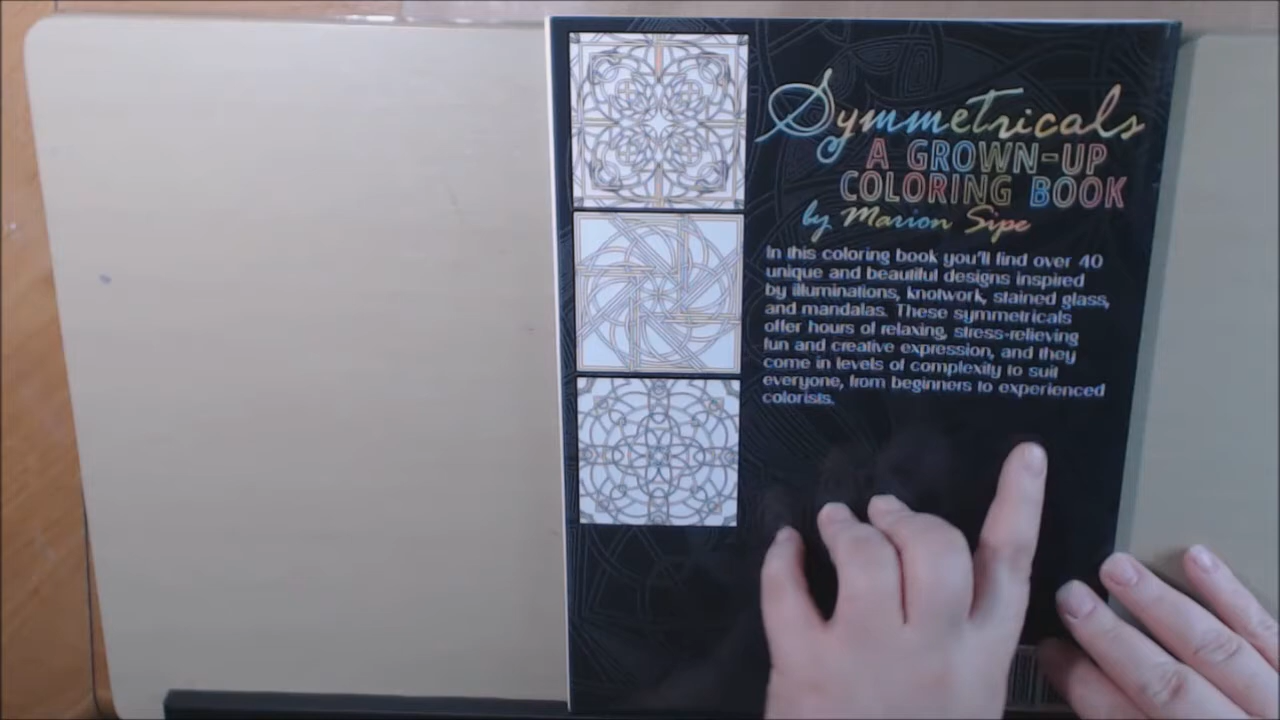 Symmetricals
A GROWN-UP
COLORING BOOK
by Marion Sipe
In this coloring book you'll find over 40
unique and beautiful designs inspired
by illuminations, knotwork, stained glass,
and mandalas. These symmetricals
offer hours of relaxing, stress-relieving
fun and creative expression, and they
come in levels of complexity to suit
everyone, from beginners to experienced
colorists.